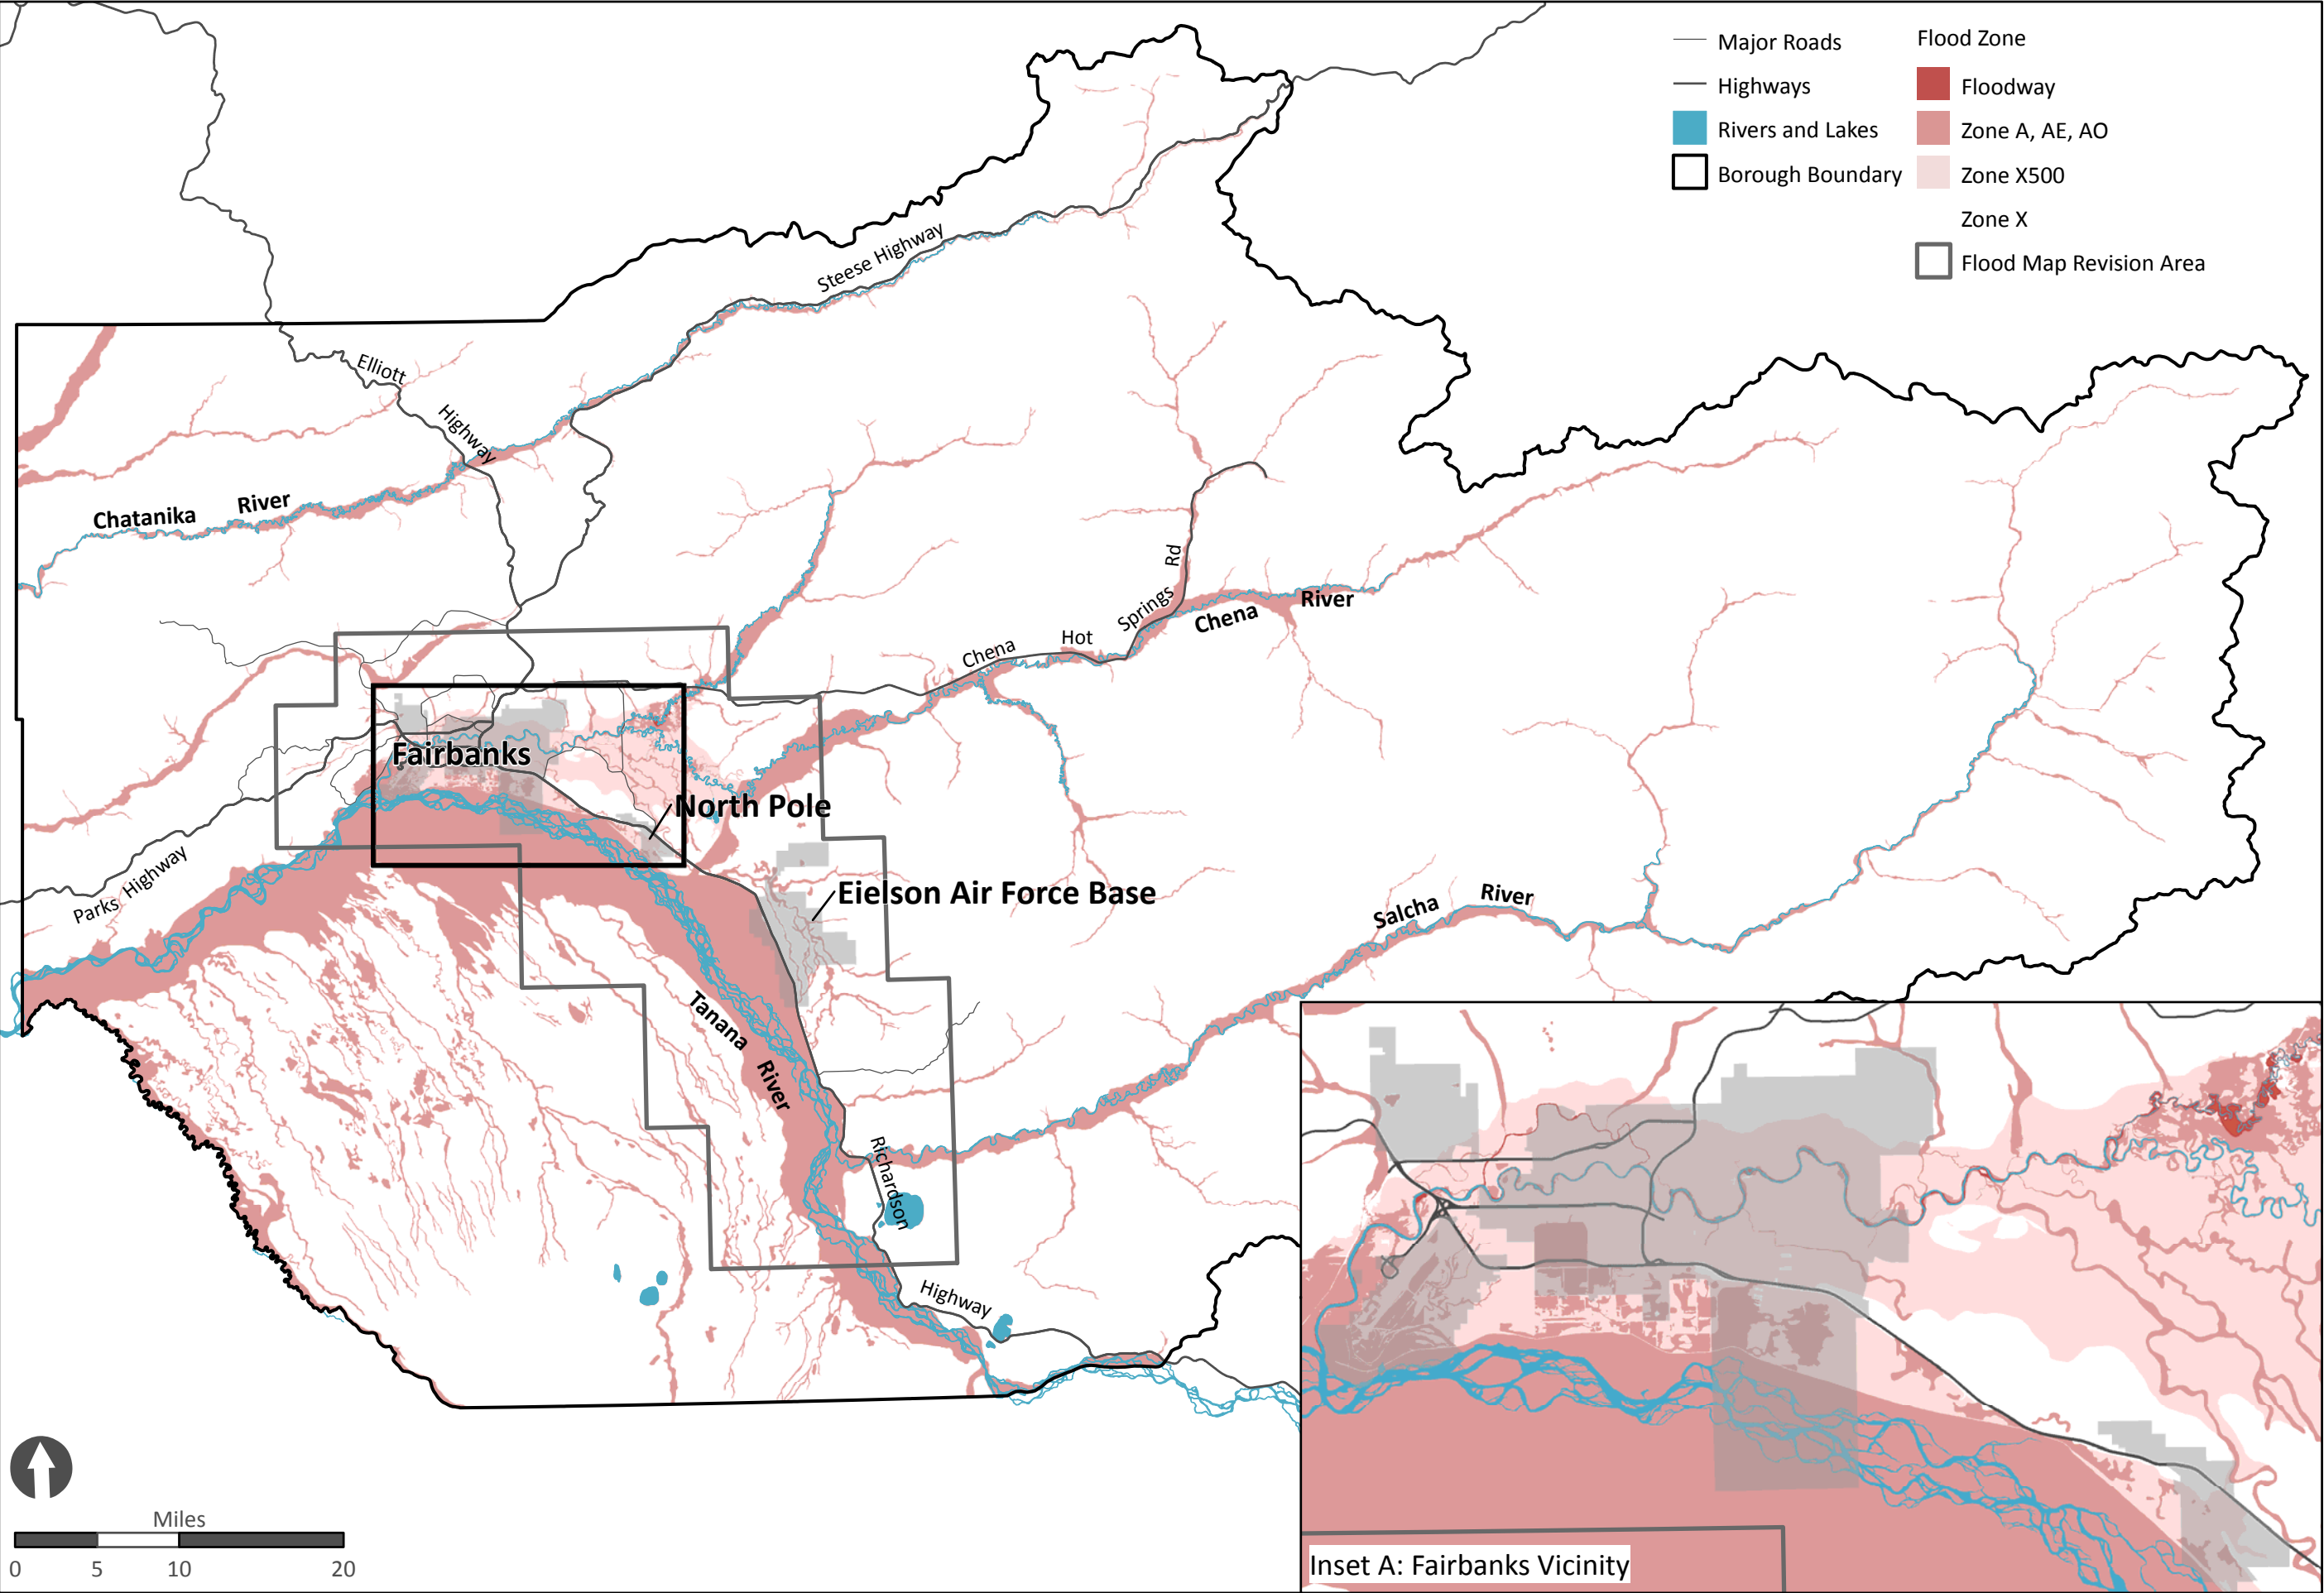 Major Roads
Highways
Rivers and Lakes
Borough Boundary
Flood Zone
Floodway
Zone A, AE, AO
Zone X500
Zone X
Flood Map Revision Area
Steese Highway
Elliott
Highway
Chatanika River
Chena Hot Springs Rd
Chena River
Fairbanks
North Pole
Parks Highway
Eielson Air Force Base
Salcha River
Tanana River
Richardson
Highway
Miles
0 5 10 20
Inset A: Fairbanks Vicinity